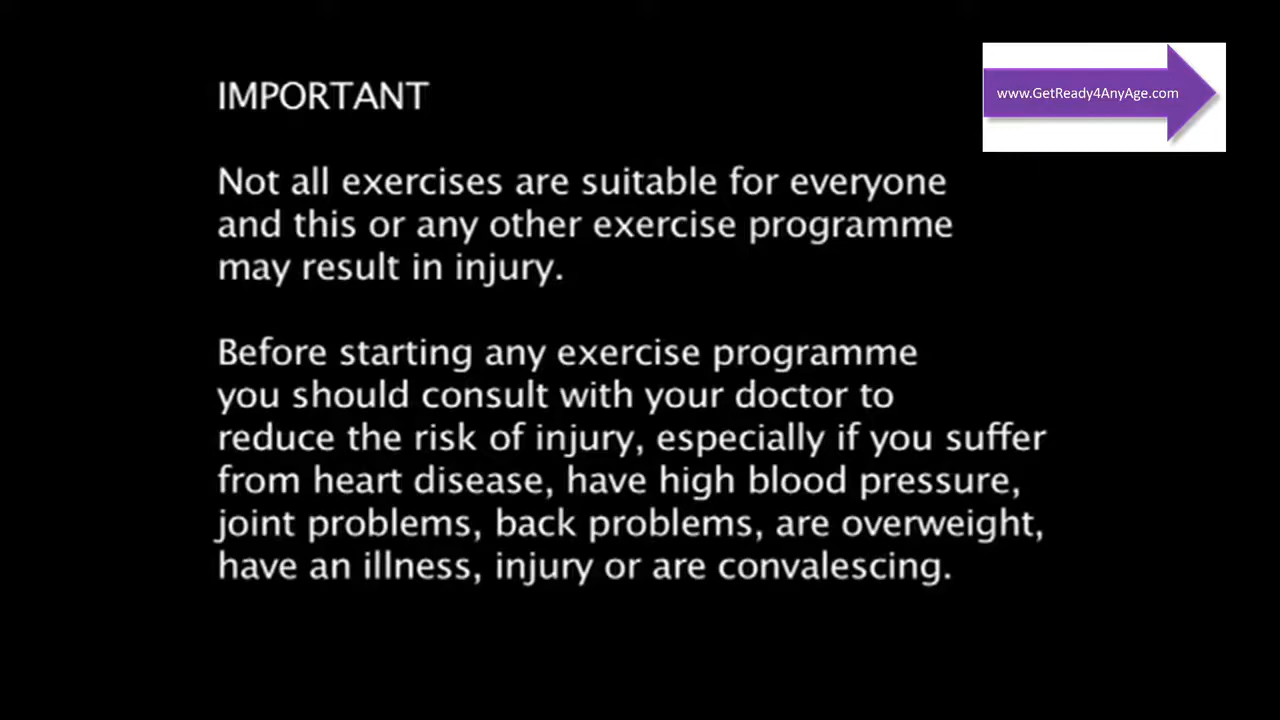 IMPORTANT
www.GetReady4AnyAge.com
Not all exercises are suitable for everyone
and this or any other exercise programme
may result in injury.
Before starting any exercise programme
you should consult with your doctor to
reduce the risk of injury, especially if you suffer
from heart disease, have high blood pressure,
joint problems, back problems, are overweight,
have an illness, injury or are convalescing.